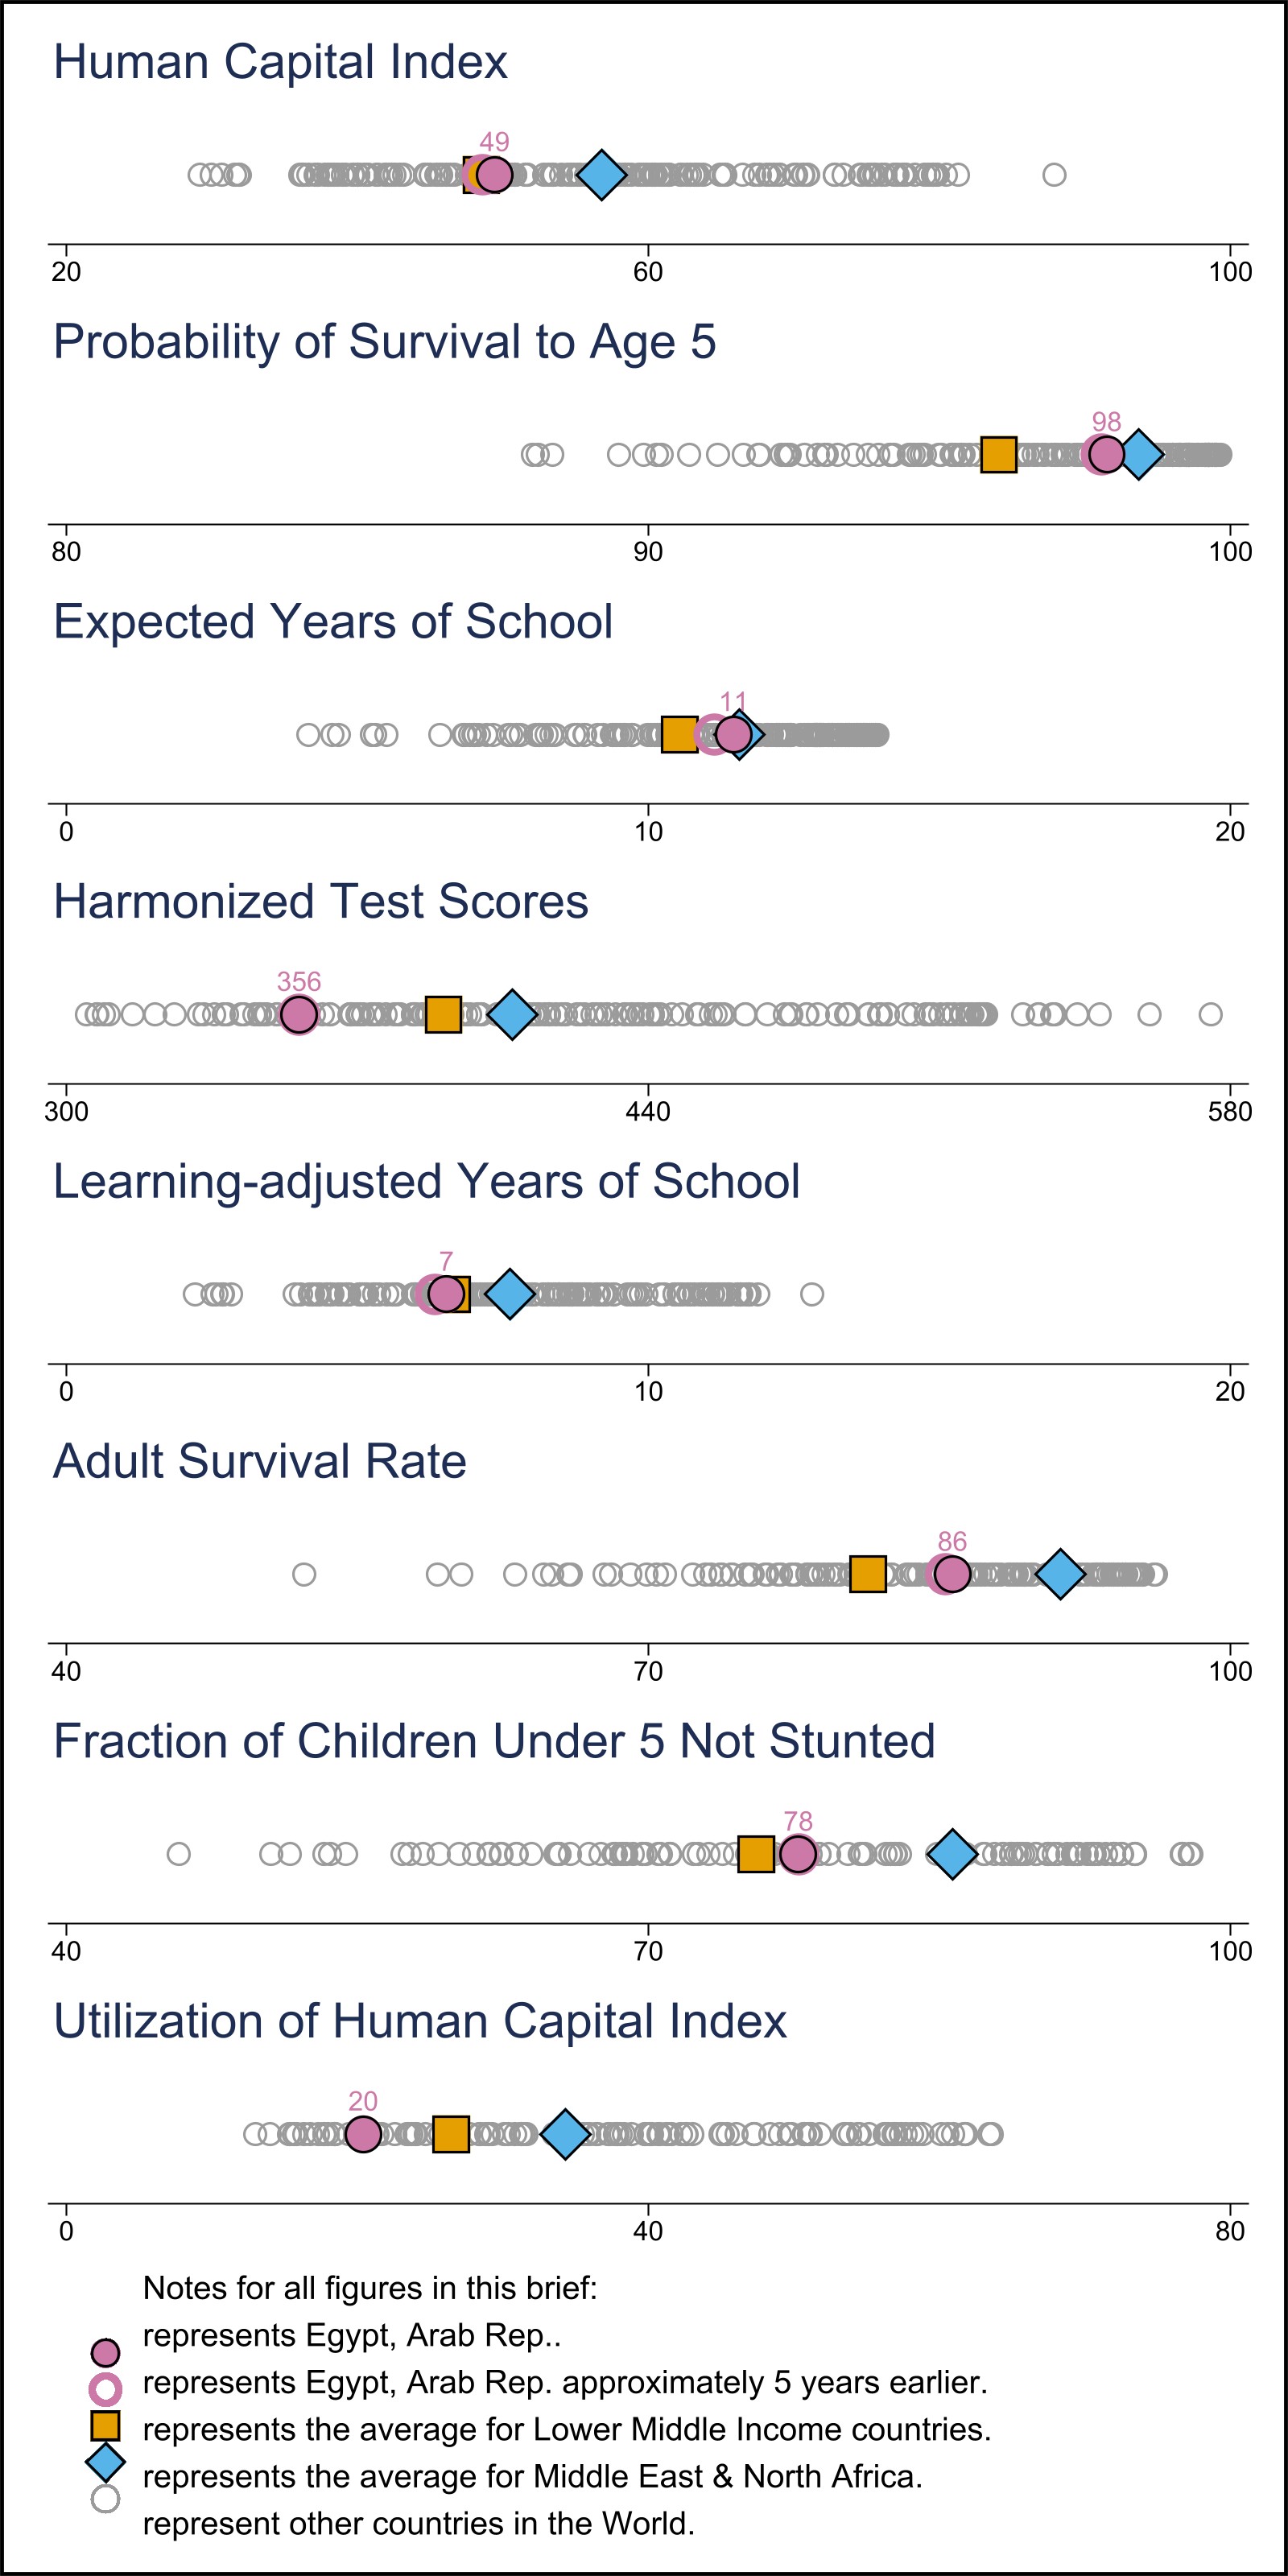 Human Capital Index
49
20 60 100
Probability of Survival to Age 5
98
80 90 100
Expected Years of School
11
0 10 20
Harmonized Test Scores
356
300 440 580
Learning-adjusted Years of School
7
0 10 20
Adult Survival Rate
86
40 70 100
Fraction of Children Under 5 Not Stunted
78
40 70 100
Utilization of Human Capital Index
20
0 40 80
Notes for all figures in this brief:
represents Egypt, Arab Rep..
represents Egypt, Arab Rep. approximately 5 years earlier.
represents the average for Lower Middle Income countries.
represents the average for Middle East & North Africa.
represent other countries in the World.